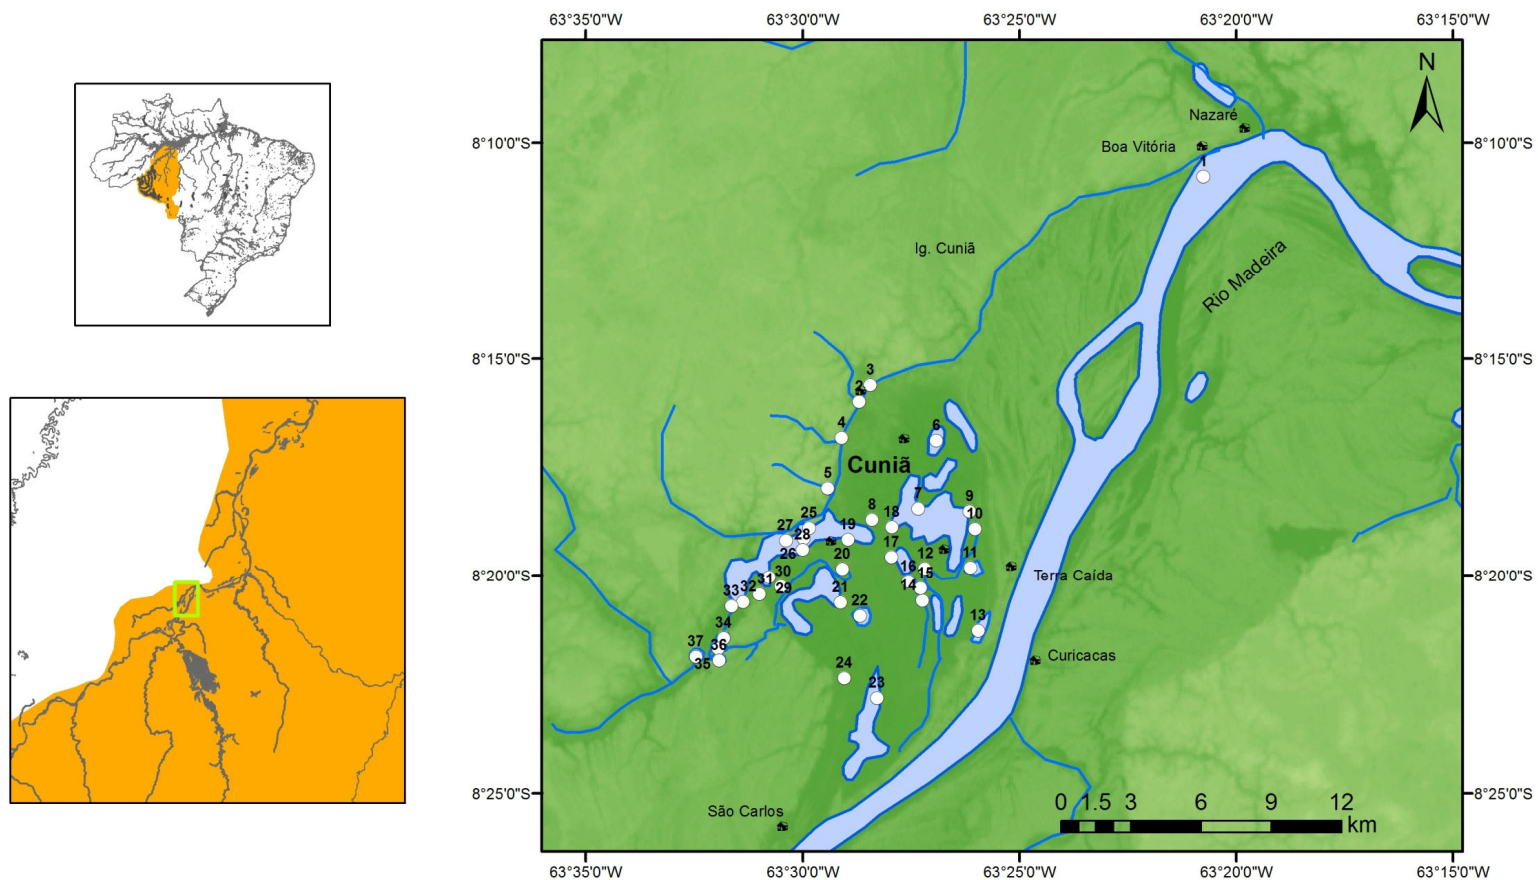 63°35'0"W 63°30'0"W 63°25'0"W 63°20'0"W 63°15'0"W
N
Nazaré
8°10'0"S 8°10'0"S
Boa Vitória
1
Ig. Cuniã
Rio Madeira
8°15'0"S 8°15'0"S
3
2
4
6
Cuniã
5
7 9
8 18 10
25
27 19
28
26 17 12 11
20
16 15
30
31 29
8°20'0"S 8°20'0"S
Terra Caída
14
33 32 21
22 13
34
37 36
35
Curicacas
24
23
8°25'0"S 8°25'0"S
São Carlos
0 1.5 3 6 9 12
km
63°35'0"W 63°30'0"W 63°25'0"W 63°20'0"W 63°15'0"W